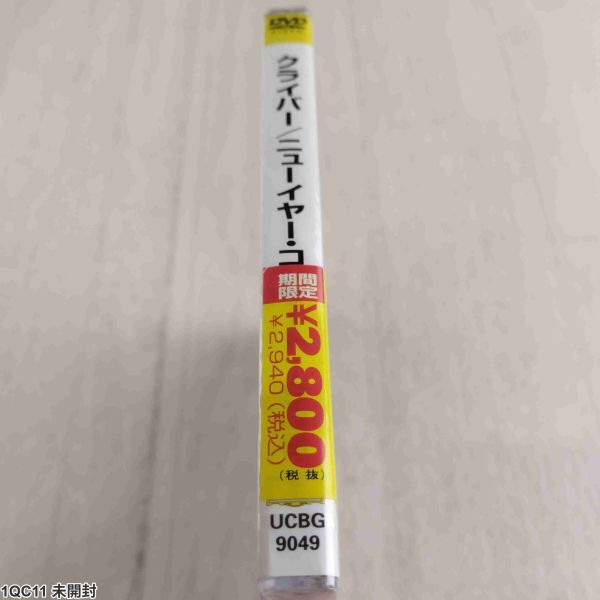 DVD
VIDEO
クライバー/ニューイヤー・コ
期間
限定
¥2,800
(税抜)
¥2,940(税込)
UCBG
9049
1QC11 未開封